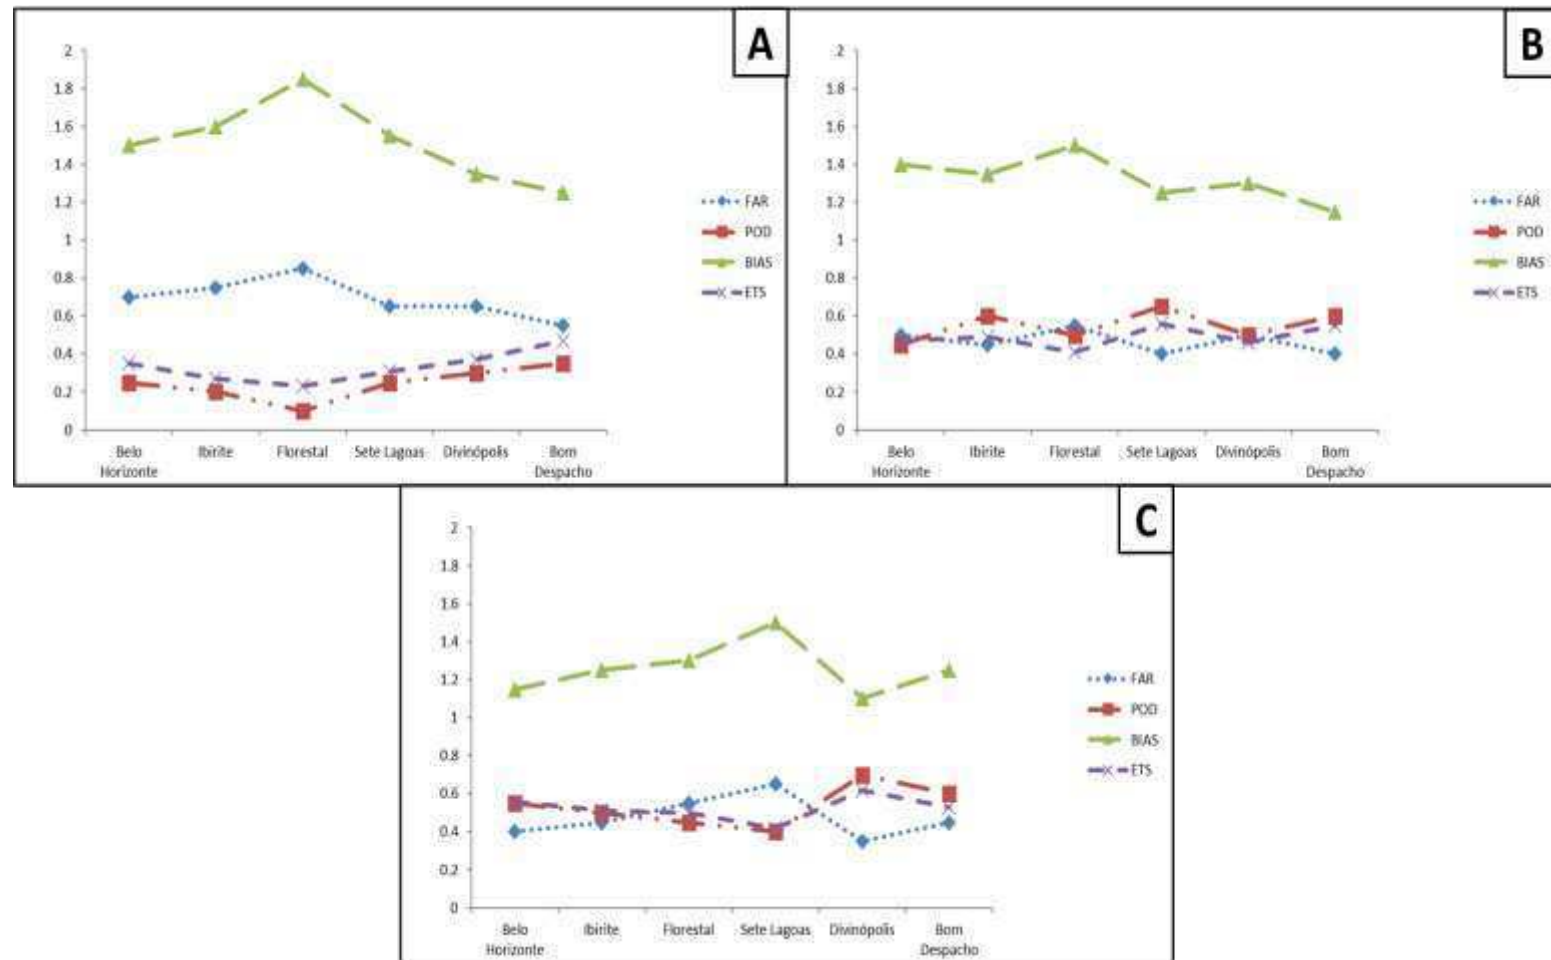 A
2
1.8
1.6
1.4
1.2
1
0.8
0.6
0.4
0.2
0
Belo Horizonte
Ibirite
Florestal
Sete Lagoas
Divinópolis
Bom Despacho
FAR
POD
BIAS
ETS
B
2
1.8
1.6
1.4
1.2
1
0.8
0.6
0.4
0.2
0
Belo Horizonte
Ibirite
Florestal
Sete Lagoas
Divinópolis
Bom Despacho
FAR
POD
BIAS
ETS
C
2
1.8
1.6
1.4
1.2
1
0.8
0.6
0.4
0.2
0
Belo Horizonte
Ibirite
Florestal
Sete Lagoas
Divinópolis
Bom Despacho
FAR
POD
BIAS
ETS